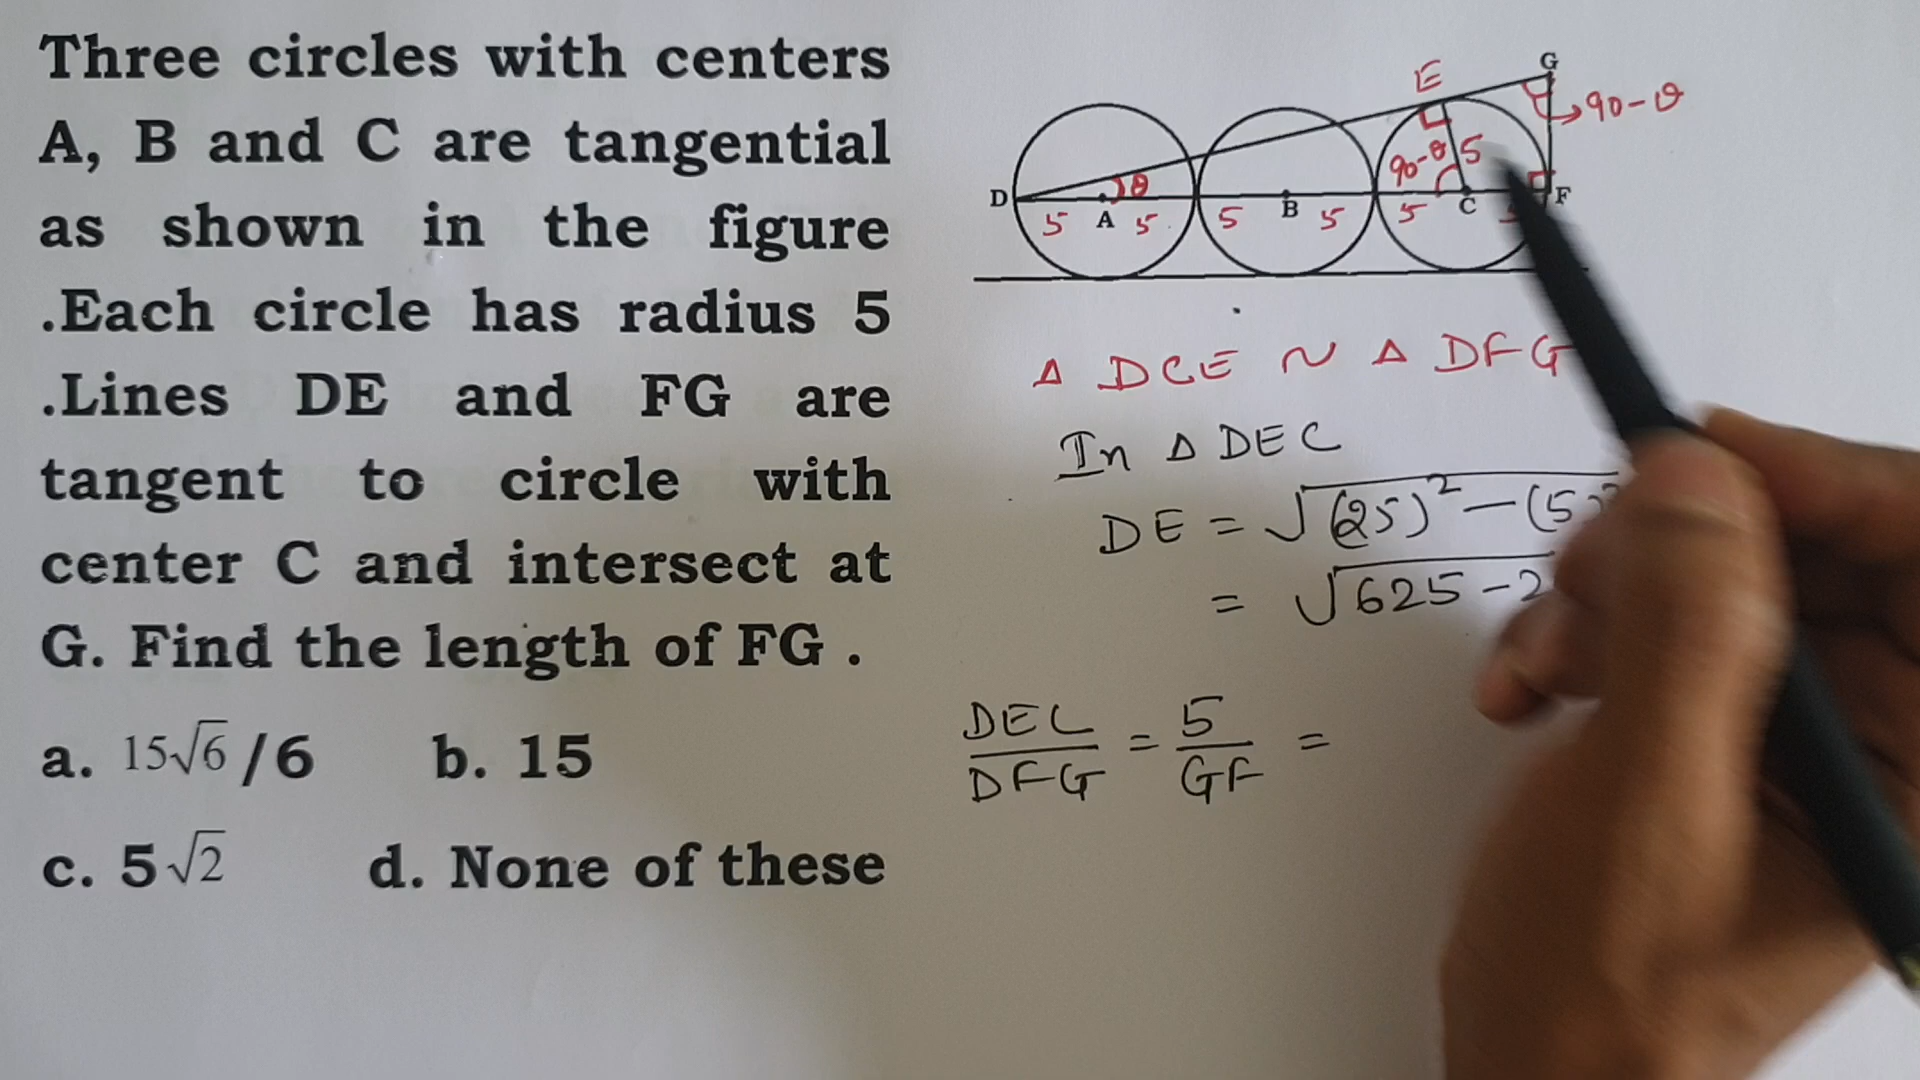 Three circles with centers
A, B and C are tangential
as shown in the figure
.Each circle has radius 5
.Lines DE and FG are
tangent to circle with
center C and intersect at
G. Find the length of FG .
a. 15√6 /6 b. 15
c. 5√2 d. None of these
E G
90-θ
90-θ 5
D θ F
5 A 5 5 B 5 5 C
Δ DCE ~ Δ DFG
In Δ DEC
DE = √(25)² - (5
= √625-2
DEC/DFG = 5/GF =